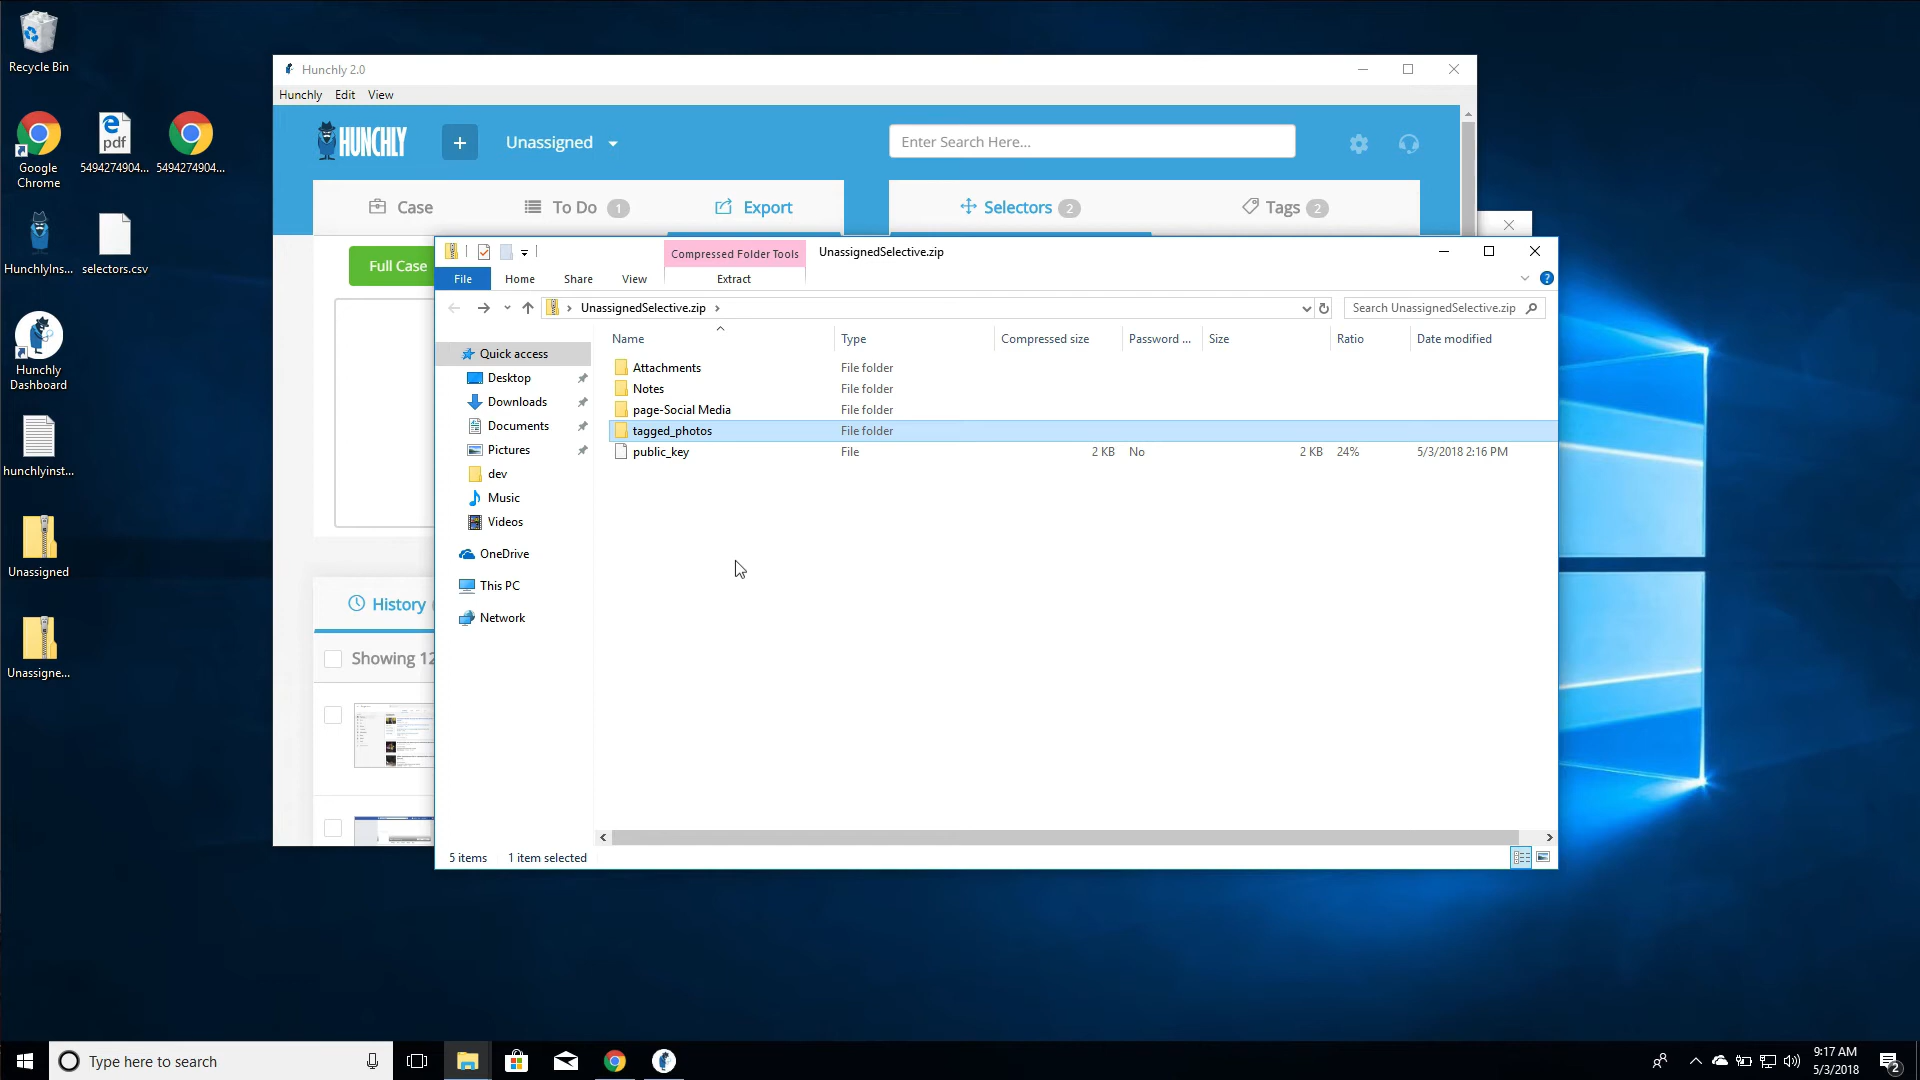 Recycle Bin
Google
Chrome
5494274904...
5494274904...
HunchlyIns...
selectors.csv
Hunchly
Dashboard
hunchlyinst...
Unassigned
Unassigne...
Hunchly 2.0
Hunchly Edit View
HUNCHLY
+
Unassigned
Enter Search Here...
Case
To Do 1
Export
Selectors 2
Tags 2
Full Case
History
Showing 12
Compressed Folder Tools
UnassignedSelective.zip
File Home Share View Extract
UnassignedSelective.zip
Search UnassignedSelective.zip
Name Type Compressed size Password ... Size Ratio Date modified
Quick access
Desktop
Downloads
Documents
Pictures
dev
Music
Videos
OneDrive
This PC
Network
Attachments File folder
Notes File folder
page-Social Media File folder
tagged_photos File folder
public_key File 2 KB No 2 KB 24% 5/3/2018 2:16 PM
5 items 1 item selected
Type here to search
9:17 AM
5/3/2018
2
e
pdf
?